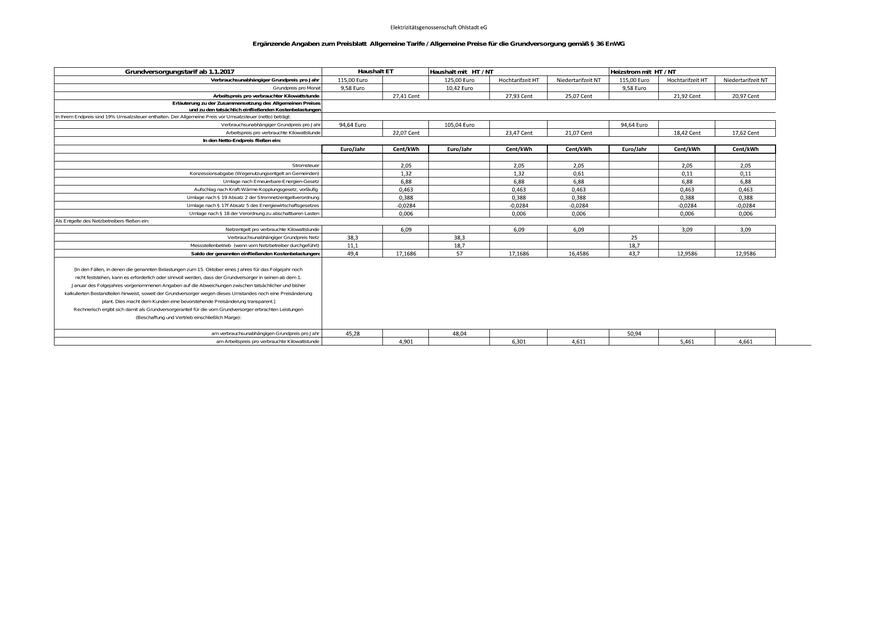 Elektrizitätsgenossenschaft Ohlstadt eG
Ergänzende Angaben zum Preisblatt Allgemeine Tarife / Allgemeine Preise für die Grundversorgung gemäß § 36 EnWG
Grundversorgungstarif ab 1.1.2017 Haushalt ET Haushalt mit HT / NT Heizstrom mit HT / NT
Verbrauchsunabhängiger Grundpreis pro Jahr 115,00 Euro 125,00 Euro Hochtarifzeit HT Niedertarifzeit NT 115,00 Euro Hochtarifzeit HT Niedertarifzeit NT
Grundpreis pro Monat 9,58 Euro 10,42 Euro 9,58 Euro
Arbeitspreis pro verbrauchter Kilowattstunde 27,41 Cent 27,93 Cent 25,07 Cent 21,92 Cent 20,97 Cent
Erläuterung zu der Zusammensetzung des Allgemeinen Preises
und zu den tatsächlich einfließenden Kostenbelastungen
In Ihrem Endpreis sind 19% Umsatzsteuer enthalten. Der Allgemeine Preis vor Umsatzsteuer (netto) beträgt:
Verbrauchsunabhängiger Grundpreis pro Jahr 94,64 Euro 105,04 Euro 94,64 Euro
Arbeitspreis pro verbrauchte Kilowattstunde 22,07 Cent 23,47 Cent 21,07 Cent 18,42 Cent 17,62 Cent
In den Netto-Endpreis fließen ein:
Euro/Jahr Cent/kWh Euro/Jahr Cent/kWh Cent/kWh Euro/Jahr Cent/kWh Cent/kWh
Stromsteuer 2,05 2,05 2,05 2,05 2,05
Konzessionsabgabe (Wegenutzungsentgelt an Gemeinden) 1,32 1,32 0,61 0,11 0,11
Umlage nach Erneuerbare-Energien-Gesetz 6,88 6,88 6,88 6,88 6,88
Aufschlag nach Kraft-Wärme-Kopplungsgesetz, vorläufig 0,463 0,463 0,463 0,463 0,463
Umlage nach § 19 Absatz 2 der Stromnetzentgeltverordnung 0,388 0,388 0,388 0,388 0,388
Umlage nach § 17f Absatz 5 des Energiewirtschaftsgesetzes -0,0284 -0,0284 -0,0284 -0,0284 -0,0284
Umlage nach § 18 der Verordnung zu abschaltbaren Lasten 0,006 0,006 0,006 0,006 0,006
Als Entgelte des Netzbetreibers fließen ein:
Netzentgelt pro verbrauchte Kilowattstunde 6,09 6,09 6,09 3,09 3,09
Verbrauchsunabhängiger Grundpreis Netz 38,3 38,3 25
Messstellenbetrieb (wenn vom Netzbetreiber durchgeführt) 11,1 18,7 18,7
Saldo der genannten einfließenden Kostenbelastungen: 49,4 17,1686 57 17,1686 16,4586 43,7 12,9586 12,9586
[In den Fällen, in denen die genannten Belastungen zum 15. Oktober eines Jahres für das Folgejahr noch
nicht feststehen, kann es erforderlich oder sinnvoll werden, dass der Grundversorger in seinen ab dem 1.
Januar des Folgejahres vorgenommenen Angaben auf die Abweichungen zwischen tatsächlicher und bisher
kalkulierten Bestandteilen hinweist, soweit der Grundversorger wegen dieses Umstandes noch eine Preisänderung
plant. Dies macht dem Kunden eine bevorstehende Preisänderung transparent.]
Rechnerisch ergibt sich damit als Grundversorgeranteil für die vom Grundversorger erbrachten Leistungen
(Beschaffung und Vertrieb einschließlich Marge):
am verbrauchsunabhängigen Grundpreis pro Jahr 45,28 48,04 50,94
am Arbeitspreis pro verbrauchte Kilowattstunde 4,901 6,301 4,611 5,461 4,661